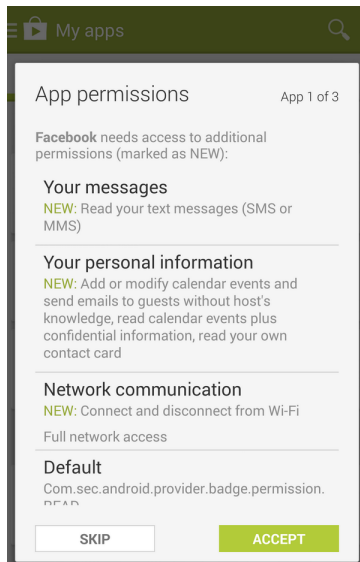 My apps
App permissions App 1 of 3
Facebook needs access to additional
permissions (marked as NEW):
Your messages
NEW: Read your text messages (SMS or
MMS)
Your personal information
NEW: Add or modify calendar events and
send emails to guests without host's
knowledge, read calendar events plus
confidential information, read your own
contact card
Network communication
NEW: Connect and disconnect from Wi-Fi
Full network access
Default
Com.sec.android.provider.badge.permission.
READ
SKIP ACCEPT